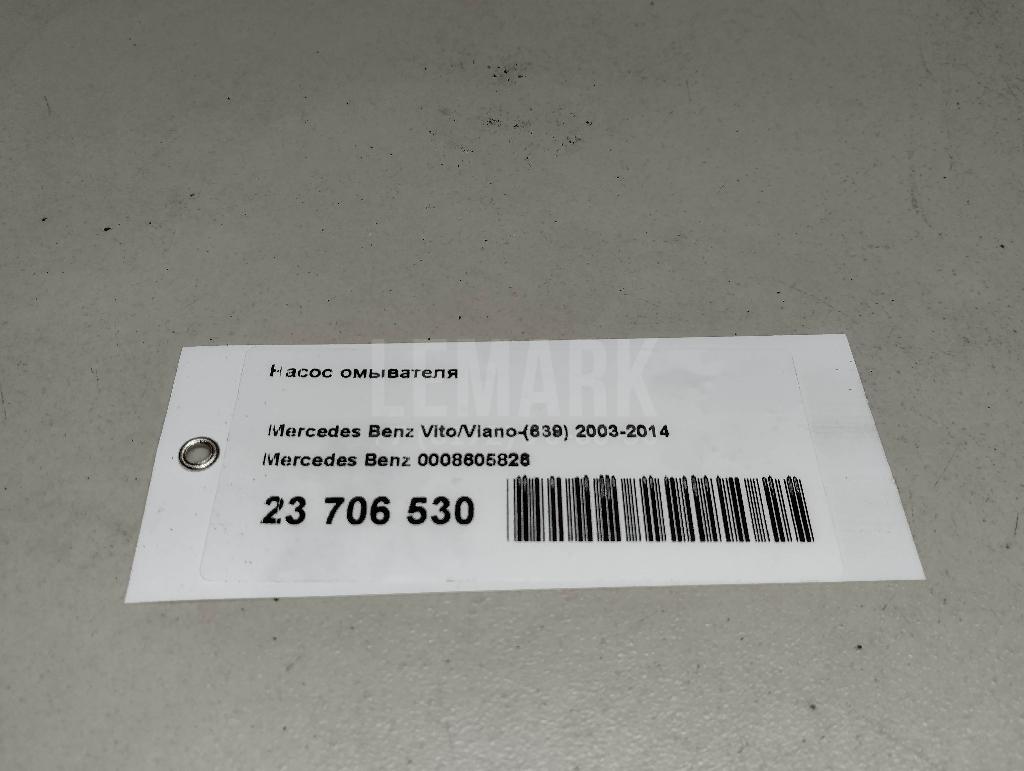 LEMARK
Насос омывателя
Mercedes Benz Vito/Viano-(639) 2003-2014
Mercedes Benz 0008605826
23 706 530